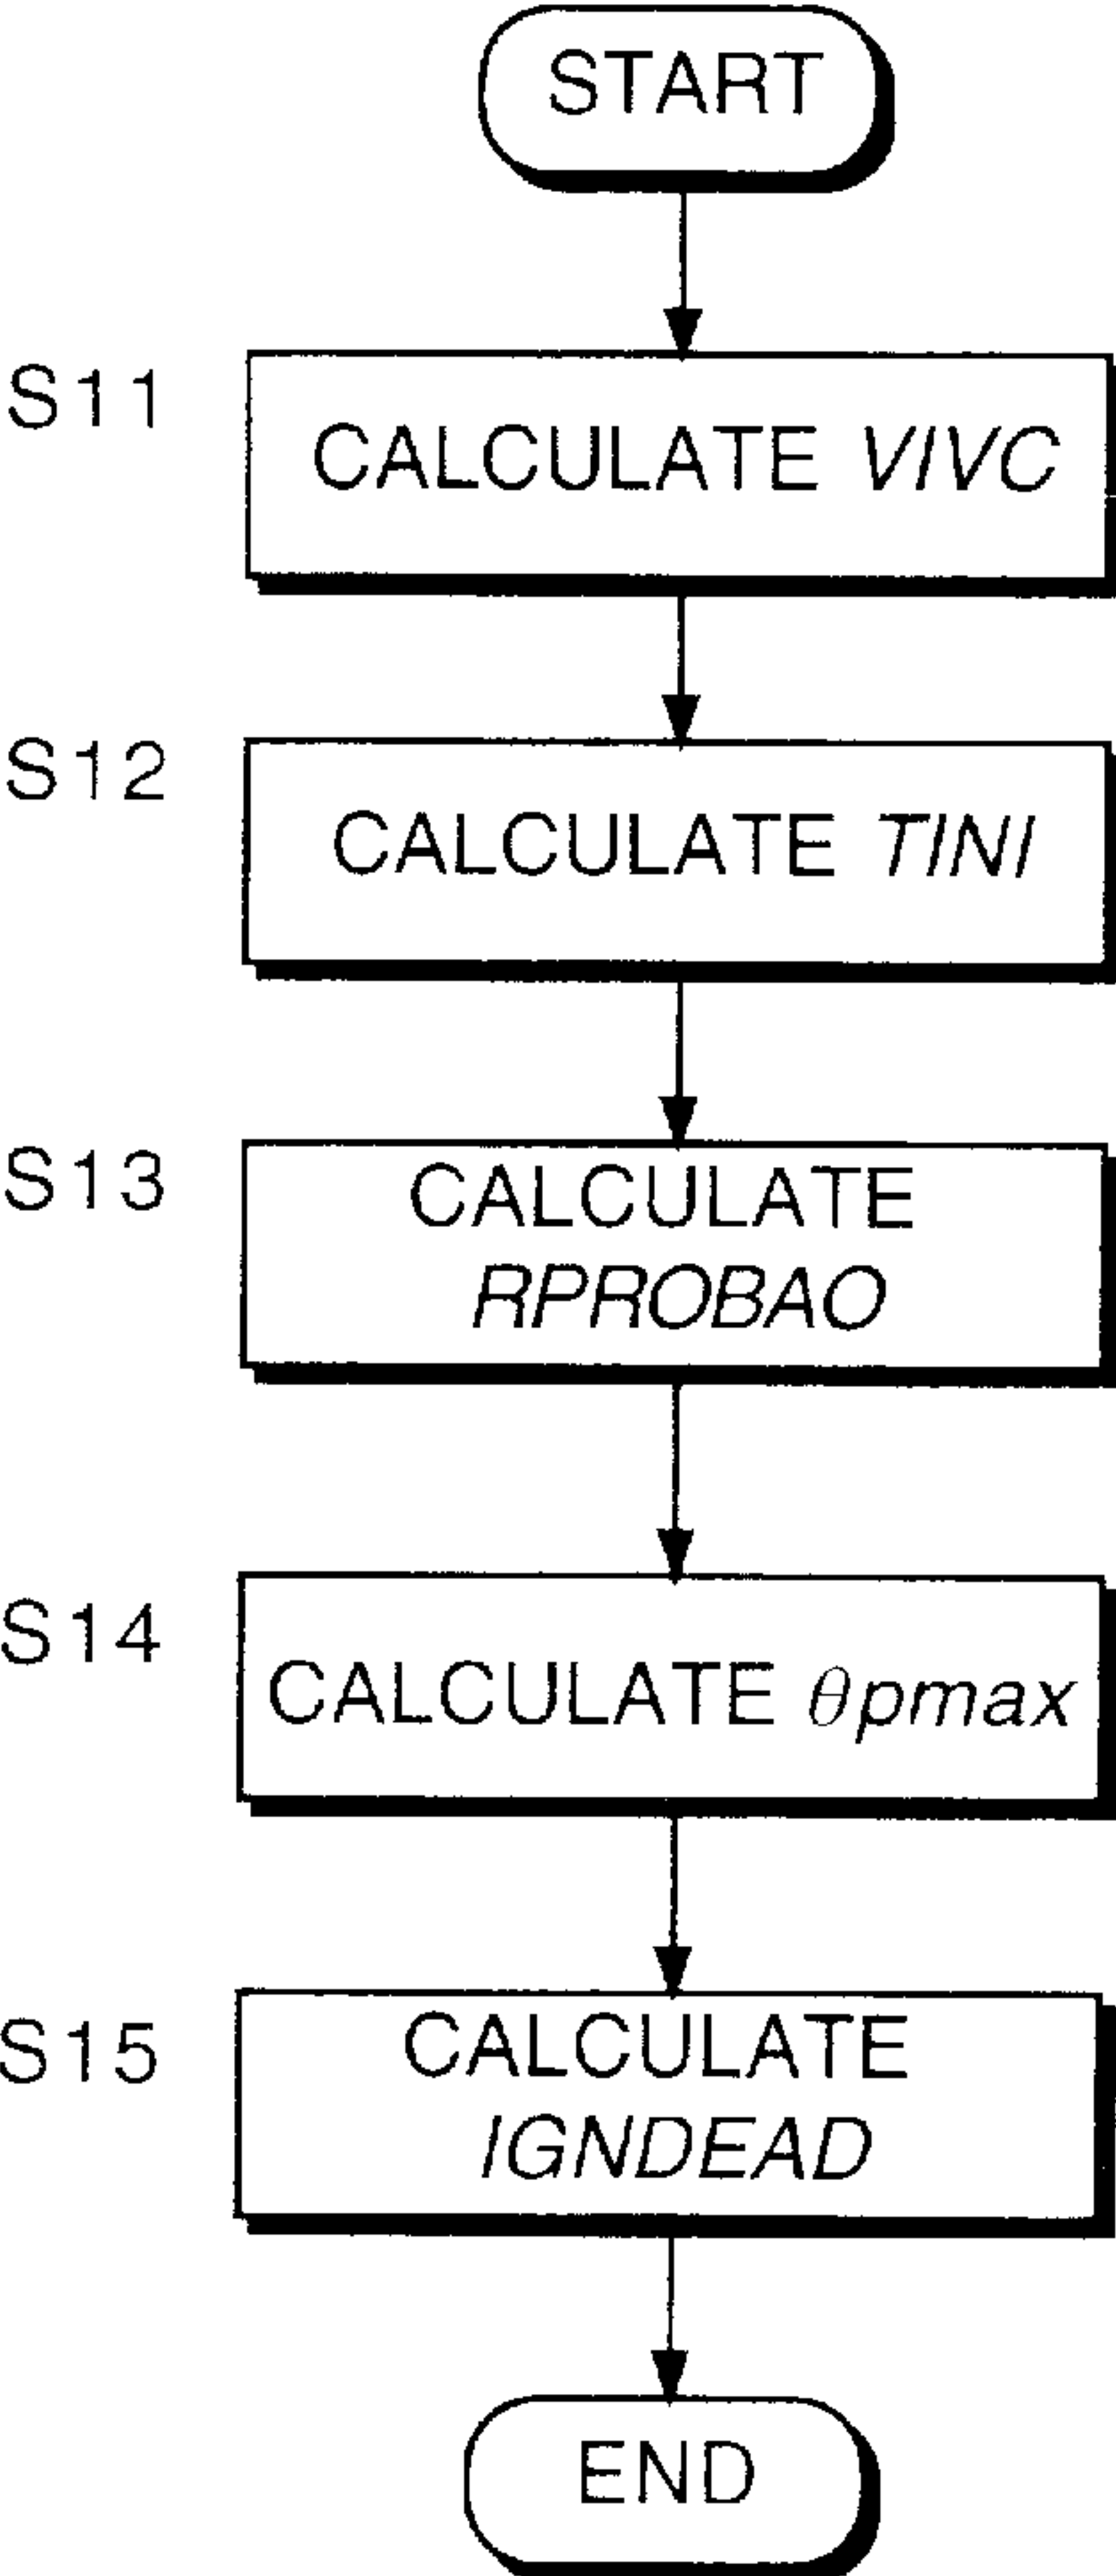 START
S11
CALCULATE VIVC
S12
CALCULATE TINI
S13
CALCULATE
RPROBAO
S14
CALCULATE θpmax
S15
CALCULATE
IGNDEAD
END